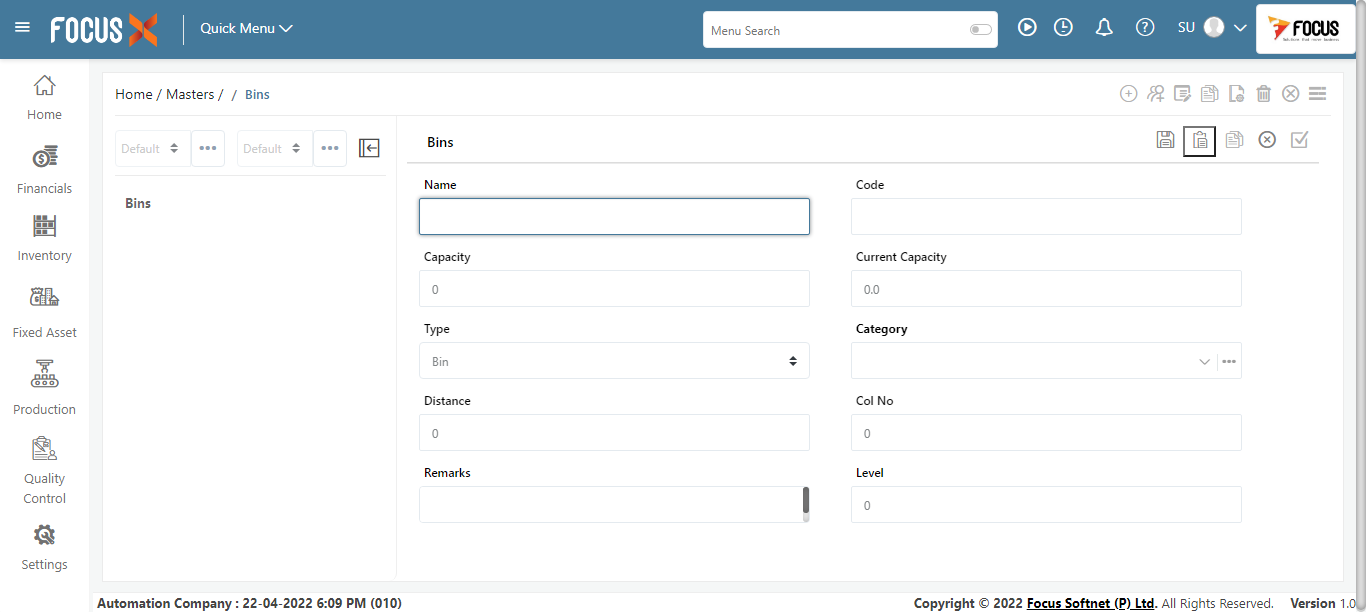 FOCUS X
Quick Menu
Menu Search
SU
FOCUS
Home
Financials
Inventory
Fixed Asset
Production
Quality
Control
Settings
Home / Masters / / Bins
Default
Default
Bins
Bins
Name
Code
Capacity
0
Current Capacity
0.0
Type
Bin
Category
Distance
0
Col No
0
Remarks
Level
0
Automation Company : 22-04-2022 6:09 PM (010)
Copyright © 2022 Focus Softnet (P) Ltd. All Rights Reserved.
Version 1.0